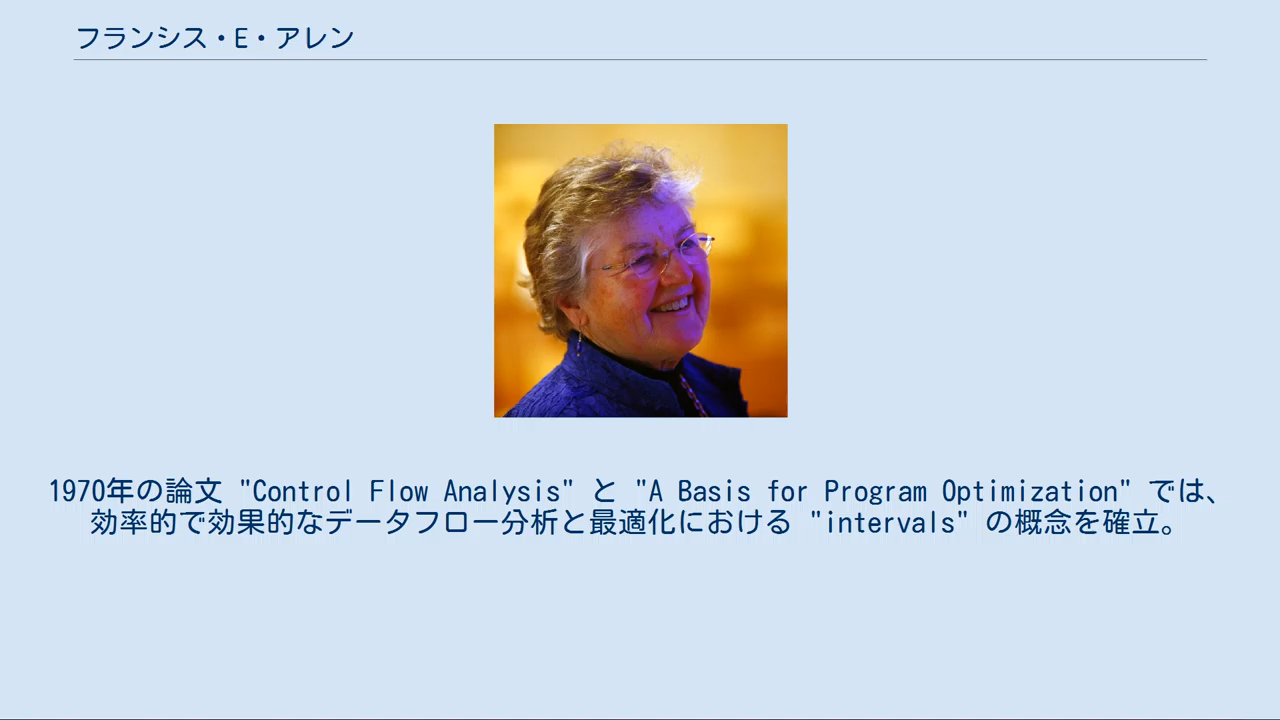 フランシス・E・アレン
1970年の論文 "Control Flow Analysis" と "A Basis for Program Optimization" では、
効率的で効果的なデータフロー分析と最適化における "intervals" の概念を確立。